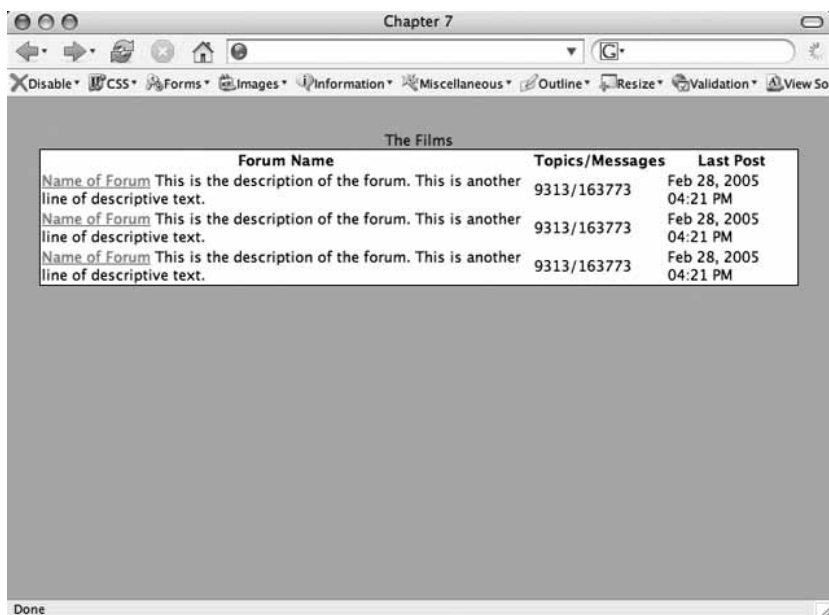 Chapter 7
G
Disable CSS Forms Images Information Miscellaneous Outline Resize Validation View So
The Films
Forum Name Topics/Messages Last Post
Name of Forum This is the description of the forum. This is another line of descriptive text. 9313/163773 Feb 28, 2005 04:21 PM
Name of Forum This is the description of the forum. This is another line of descriptive text. 9313/163773 Feb 28, 2005 04:21 PM
Name of Forum This is the description of the forum. This is another line of descriptive text. 9313/163773 Feb 28, 2005 04:21 PM
Done